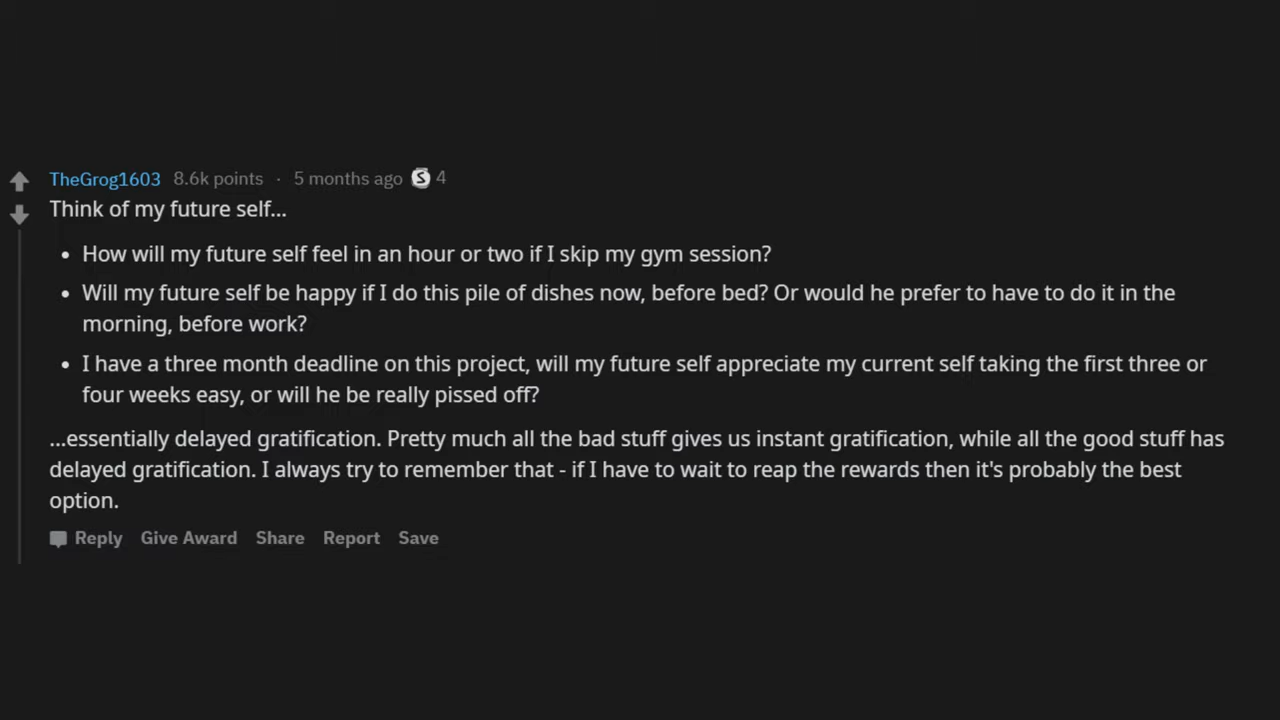 TheGrog1603 8.6k points · 5 months ago S 4
Think of my future self...
• How will my future self feel in an hour or two if I skip my gym session?
• Will my future self be happy if I do this pile of dishes now, before bed? Or would he prefer to have to do it in the
morning, before work?
• I have a three month deadline on this project, will my future self appreciate my current self taking the first three or
four weeks easy, or will he be really pissed off?
...essentially delayed gratification. Pretty much all the bad stuff gives us instant gratification, while all the good stuff has
delayed gratification. I always try to remember that - if I have to wait to reap the rewards then it's probably the best
option.
Reply Give Award Share Report Save